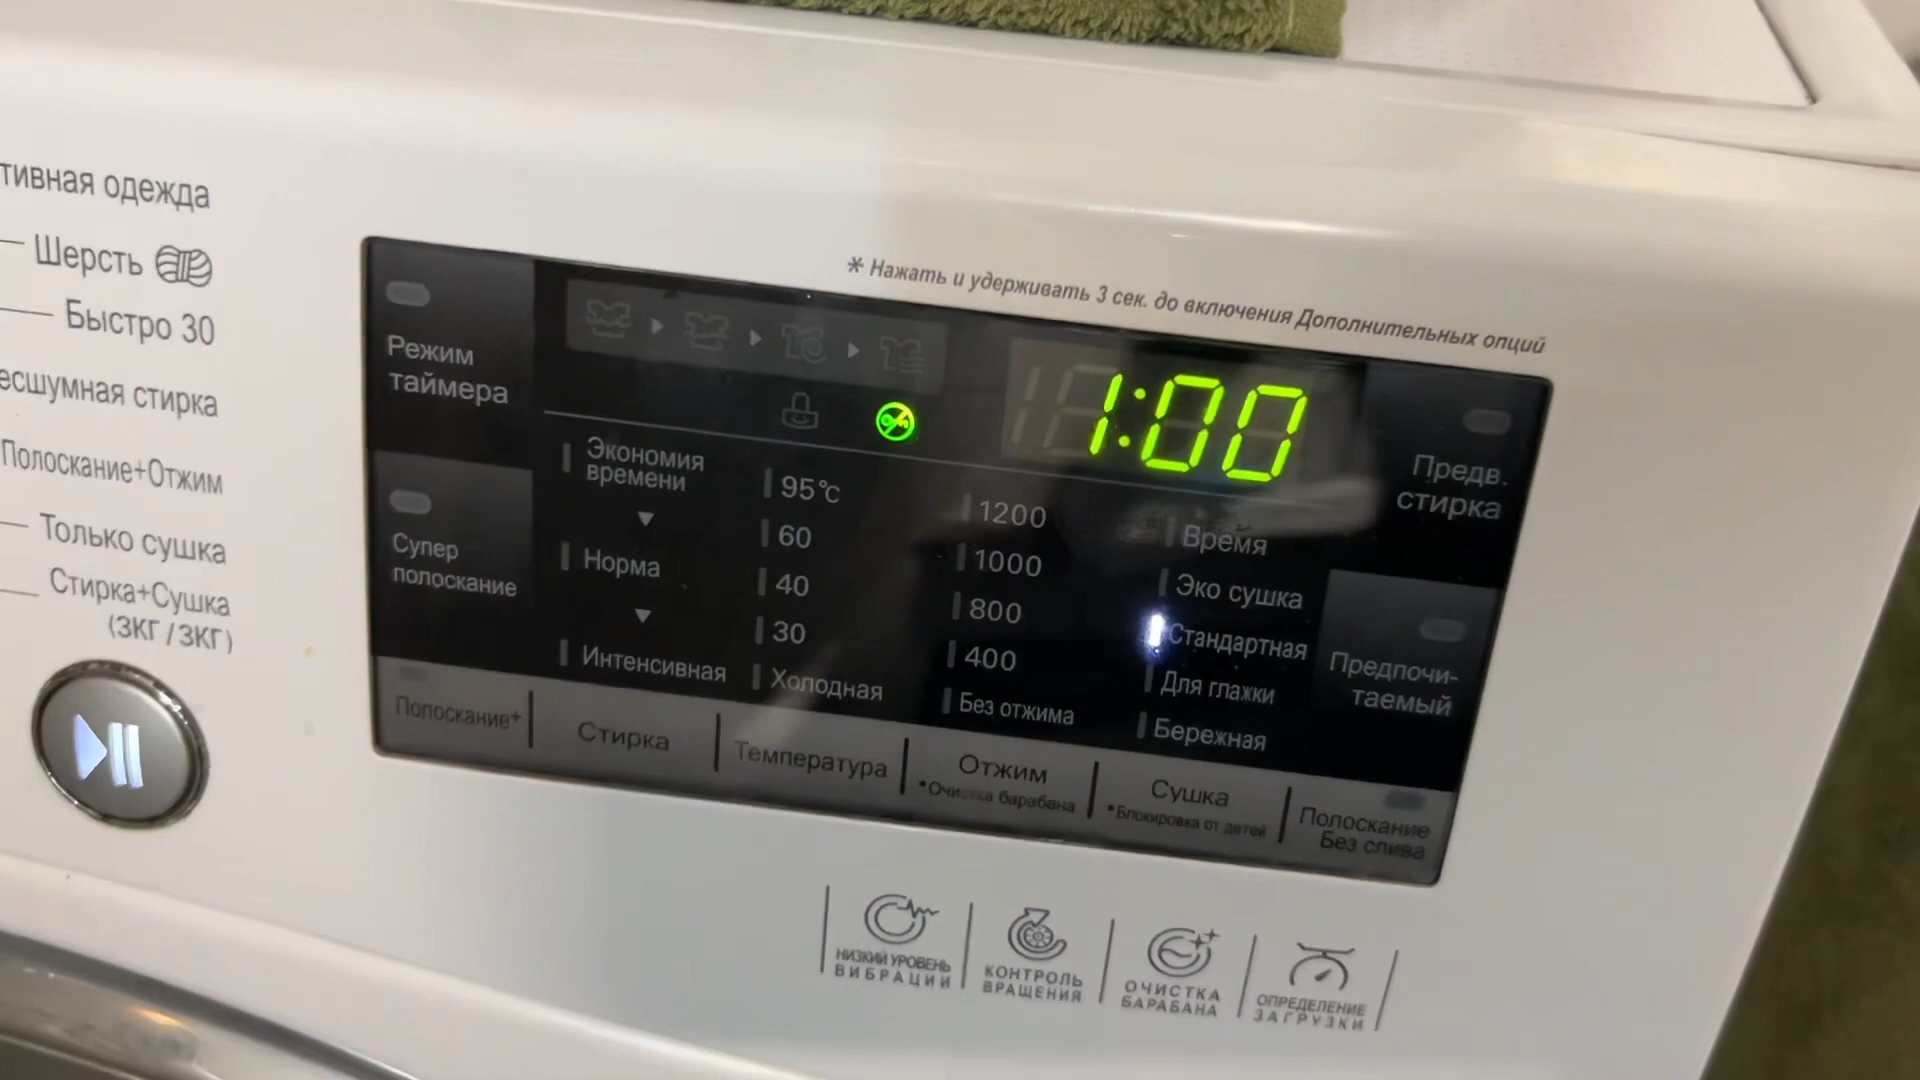 тивная одежда
Шерсть
Быстро 30
есшумная стирка
Полоскание+Отжим
Только сушка
Стирка+Сушка
(3КГ/3КГ)
* Нажать и удерживать 3 сек. до включения Дополнительных опций
Режим
таймера
1:00
Предв.
стирка
Супер
полоскание
Экономия
времени
Норма
Интенсивная
95°C
60
40
30
Холодная
1200
1000
800
400
Без отжима
Время
Эко сушка
Стандартная
Для глажки
Бережная
Предпочи-
таемый
Полоскание+
Стирка
Температура
Отжим
•Очистка барабана
Сушка
•Блокировка от детей
Полоскание
Без слива
НИЗКИЙ УРОВЕНЬ
ВИБРАЦИИ
КОНТРОЛЬ
ВРАЩЕНИЯ
ОЧИСТКА
БАРАБАНА
ОПРЕДЕЛЕНИЕ
ЗАГРУЗКИ